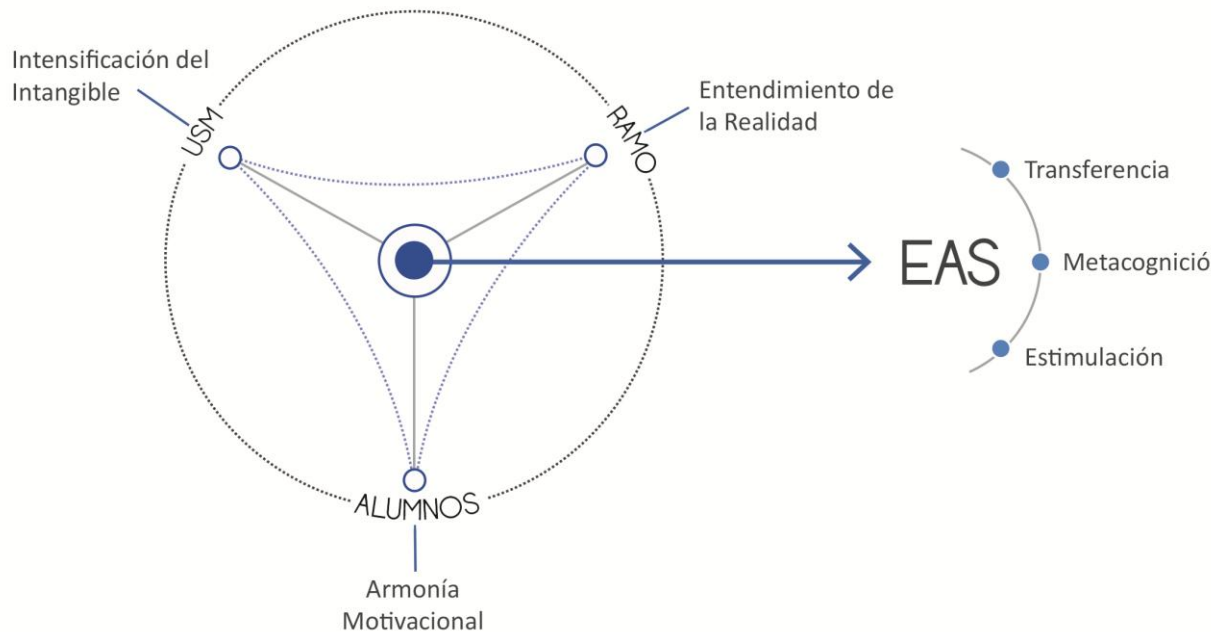 Intensificación del
Intangible
USM
Entendimiento de
la Realidad
RAMO
Transferencia
EAS
Metacognició
Estimulación
ALUMNOS
Armonía
Motivacional